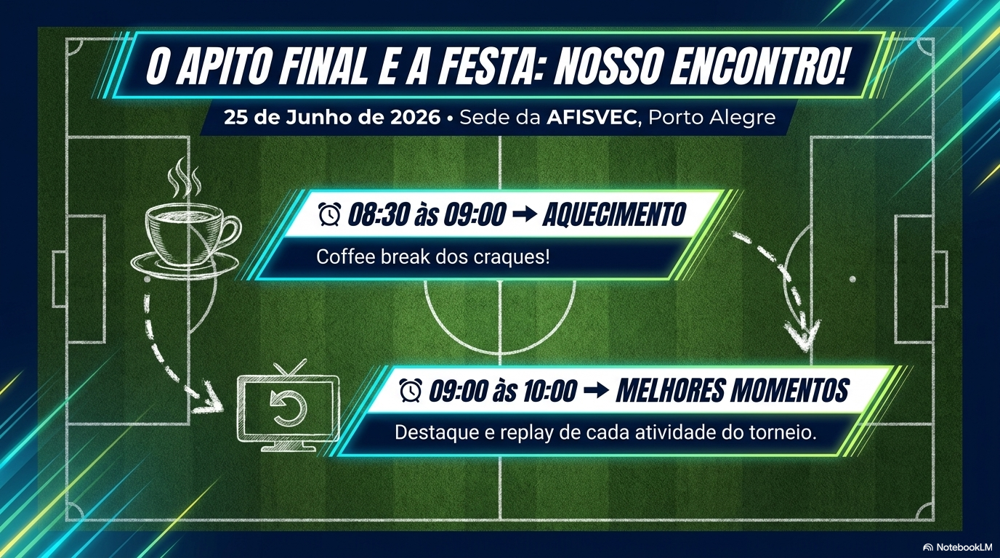 O APITO FINAL E A FESTA: NOSSO ENCONTRO!
25 de Junho de 2026 • Sede da AFISVEC, Porto Alegre
08:30 às 09:00 → AQUECIMENTO
Coffee break dos craques!
09:00 às 10:00 → MELHORES MOMENTOS
Destaque e replay de cada atividade do torneio.
NotebookLM